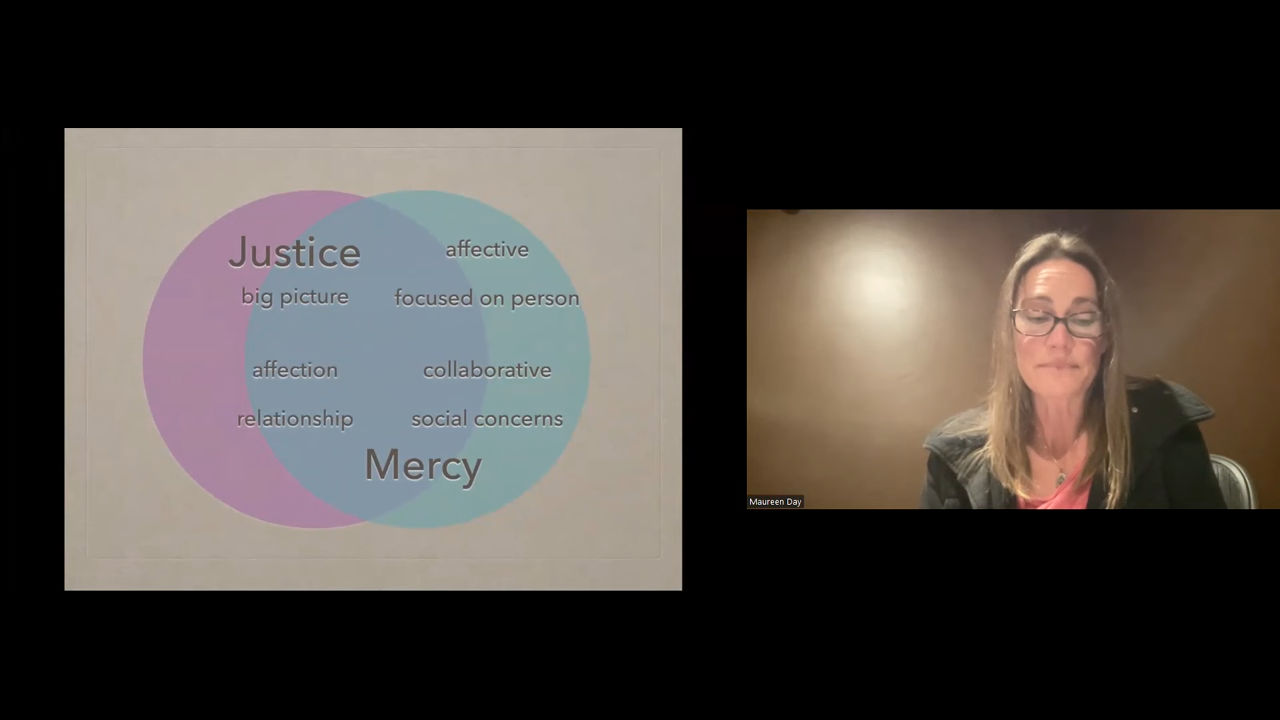 Justice
affective
big picture
focused on person
affection
collaborative
relationship
social concerns
Mercy
Maureen Day